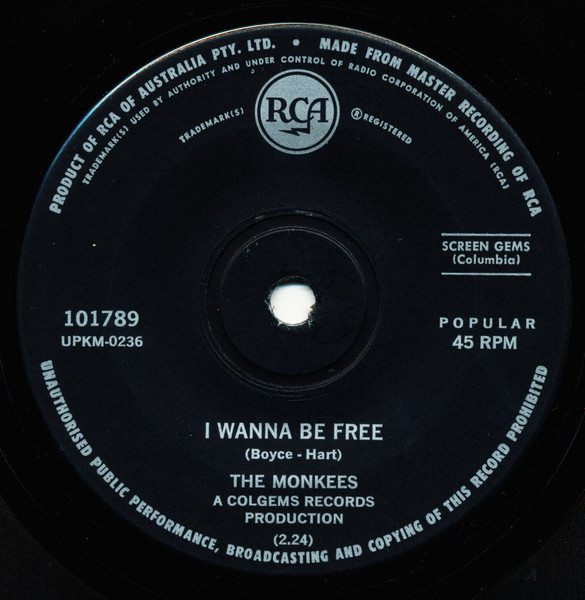 PRODUCT OF RCA OF AUSTRALIA PTY. LTD. • MADE FROM MASTER RECORDING OF RCA
TRADEMARK(S) USED BY AUTHORITY AND UNDER CONTROL OF RADIO CORPORATION OF AMERICA (RCA)
TRADEMARK(S)
RCA
® REGISTERED
SCREEN GEMS
(Columbia)
101789
UPKM-0236
POPULAR
45 RPM
I WANNA BE FREE
(Boyce - Hart)
THE MONKEES
A COLGEMS RECORDS
PRODUCTION
(2.24)
UNAUTHORISED PUBLIC PERFORMANCE, BROADCASTING AND COPYING OF THIS RECORD PROHIBITED